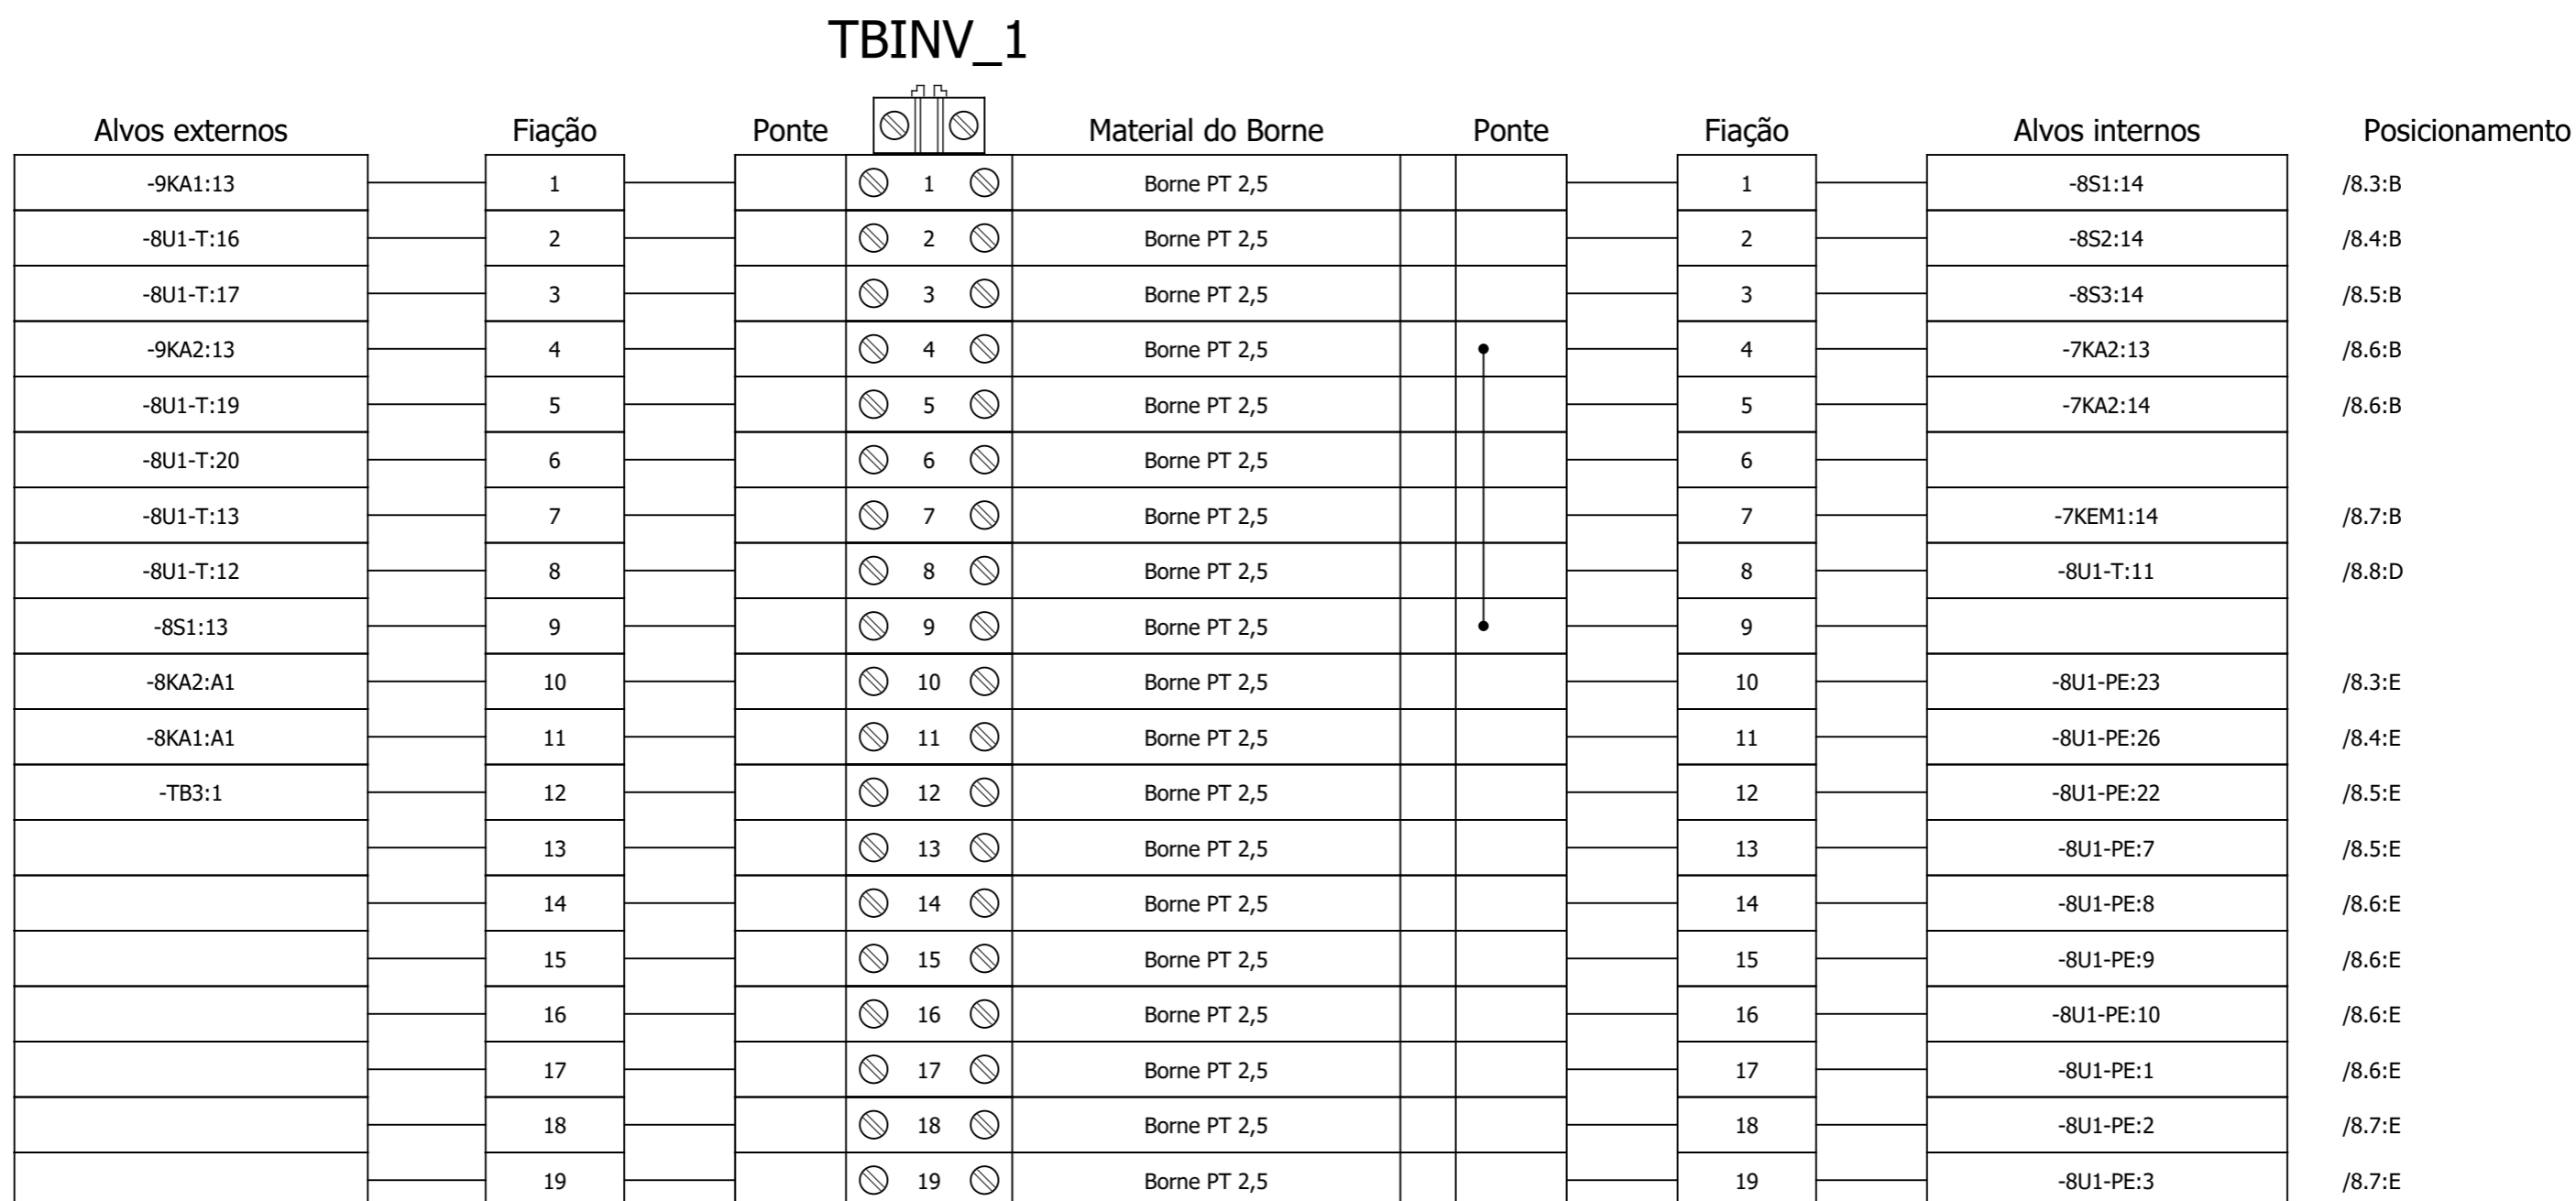 TBINV_1
Alvos externos Fiação Ponte Material do Borne Ponte Fiação Alvos internos Posicionamento
-9KA1:13 1 1 Borne PT 2,5 1 -8S1:14 /8.3:B
-8U1-T:16 2 2 Borne PT 2,5 2 -8S2:14 /8.4:B
-8U1-T:17 3 3 Borne PT 2,5 3 -8S3:14 /8.5:B
-9KA2:13 4 4 Borne PT 2,5 4 -7KA2:13 /8.6:B
-8U1-T:19 5 5 Borne PT 2,5 5 -7KA2:14 /8.6:B
-8U1-T:20 6 6 Borne PT 2,5 6
-8U1-T:13 7 7 Borne PT 2,5 7 -7KEM1:14 /8.7:B
-8U1-T:12 8 8 Borne PT 2,5 8 -8U1-T:11 /8.8:D
-8S1:13 9 9 Borne PT 2,5 9
-8KA2:A1 10 10 Borne PT 2,5 10 -8U1-PE:23 /8.3:E
-8KA1:A1 11 11 Borne PT 2,5 11 -8U1-PE:26 /8.4:E
-TB3:1 12 12 Borne PT 2,5 12 -8U1-PE:22 /8.5:E
13 13 Borne PT 2,5 13 -8U1-PE:7 /8.5:E
14 14 Borne PT 2,5 14 -8U1-PE:8 /8.6:E
15 15 Borne PT 2,5 15 -8U1-PE:9 /8.6:E
16 16 Borne PT 2,5 16 -8U1-PE:10 /8.6:E
17 17 Borne PT 2,5 17 -8U1-PE:1 /8.6:E
18 18 Borne PT 2,5 18 -8U1-PE:2 /8.7:E
19 19 Borne PT 2,5 19 -8U1-PE:3 /8.7:E